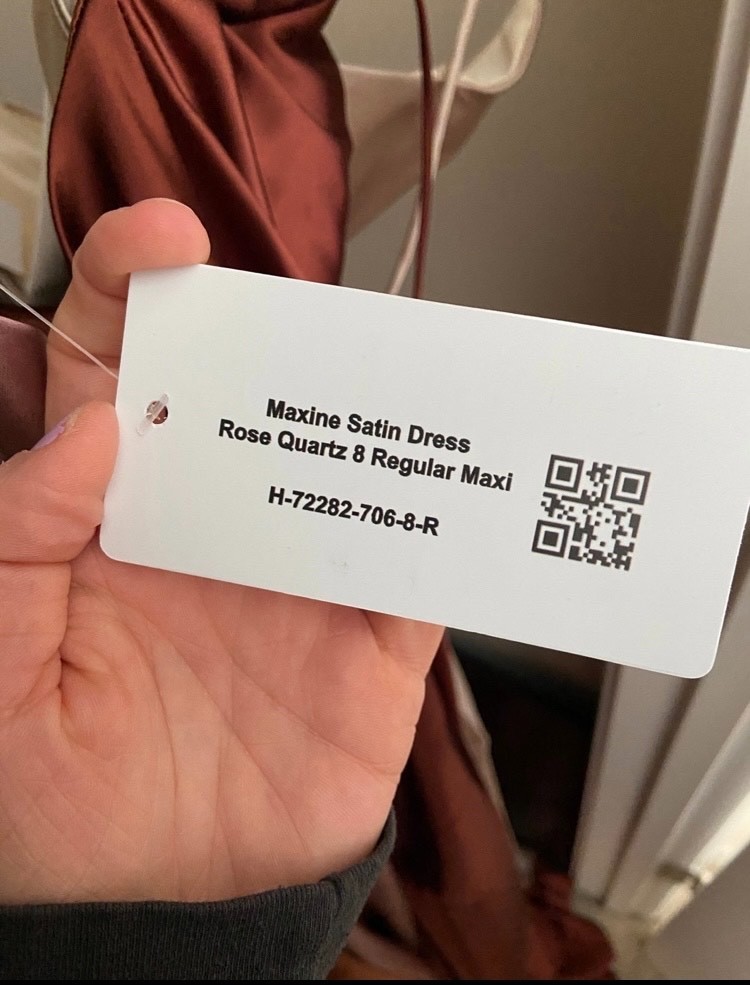 Maxine Satin Dress
Rose Quartz 8 Regular Maxi
H-72282-706-8-R